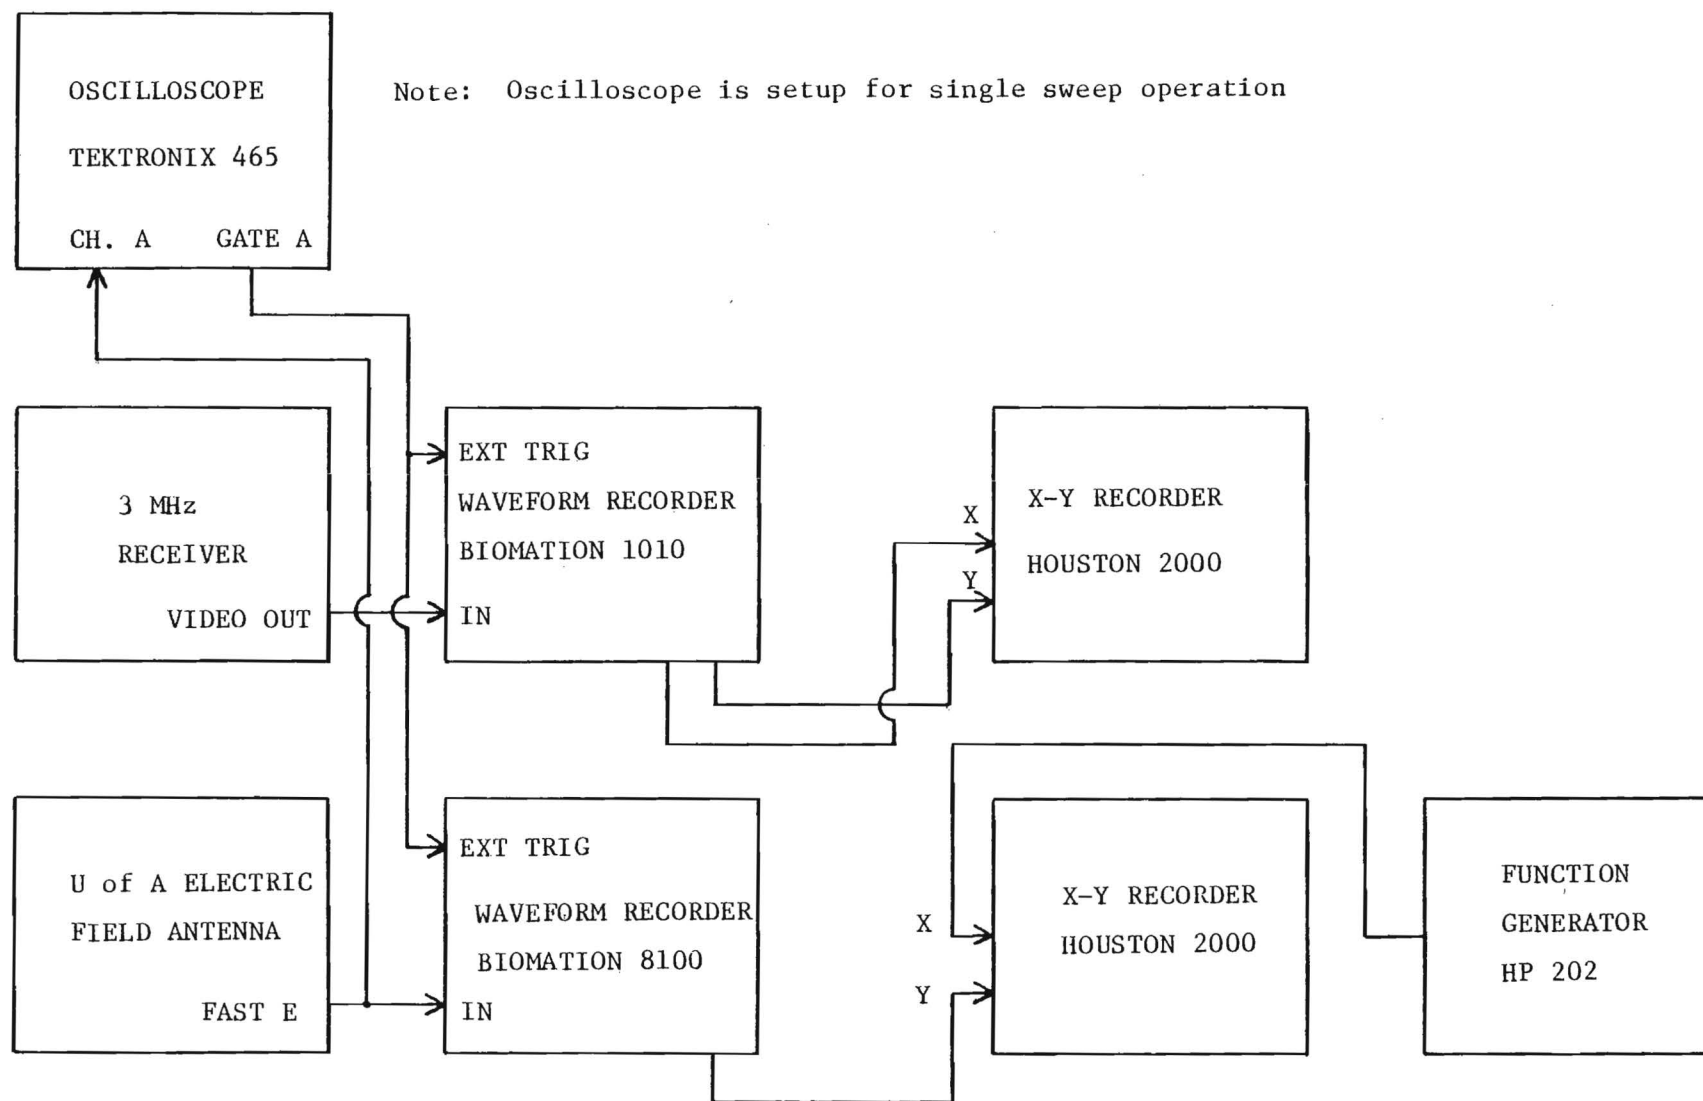 OSCILLOSCOPE
TEKTRONIX 465
CH. A GATE A
Note: Oscilloscope is setup for single sweep operation
3 MHz
RECEIVER
VIDEO OUT
EXT TRIG
WAVEFORM RECORDER
BIOMATION 1010
IN
X
Y
X-Y RECORDER
HOUSTON 2000
U of A ELECTRIC
FIELD ANTENNA
FAST E
EXT TRIG
WAVEFORM RECORDER
BIOMATION 8100
IN
X
Y
X-Y RECORDER
HOUSTON 2000
FUNCTION
GENERATOR
HP 202